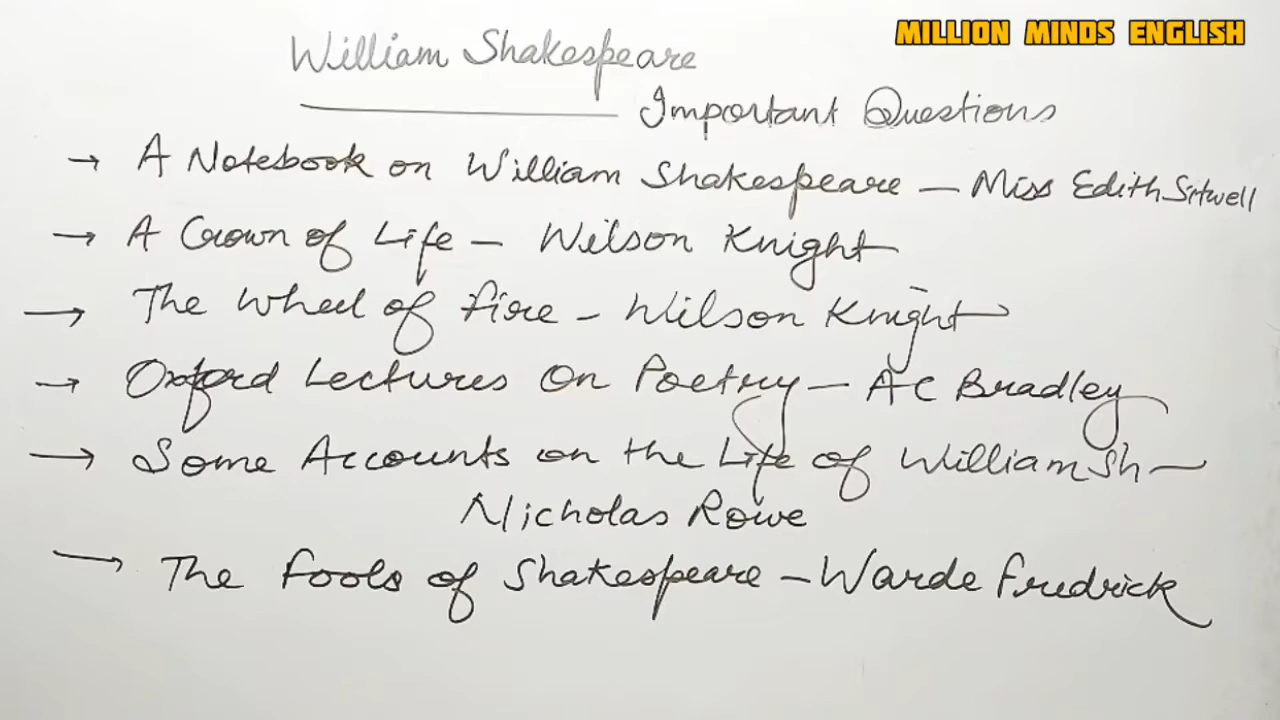 MILLION MINDS ENGLISH
William Shakespeare
Important Questions
→ A Notebook on William Shakespeare – Miss Edith Sitwell
→ A Crown of Life – Wilson Knight
→ The Wheel of Fire – Wilson Knight
→ Oxford Lectures on Poetry – A C Bradley
→ Some Accounts on the Life of William Sh –
Nicholas Rowe
→ The Fools of Shakespeare – Warde Fredrick